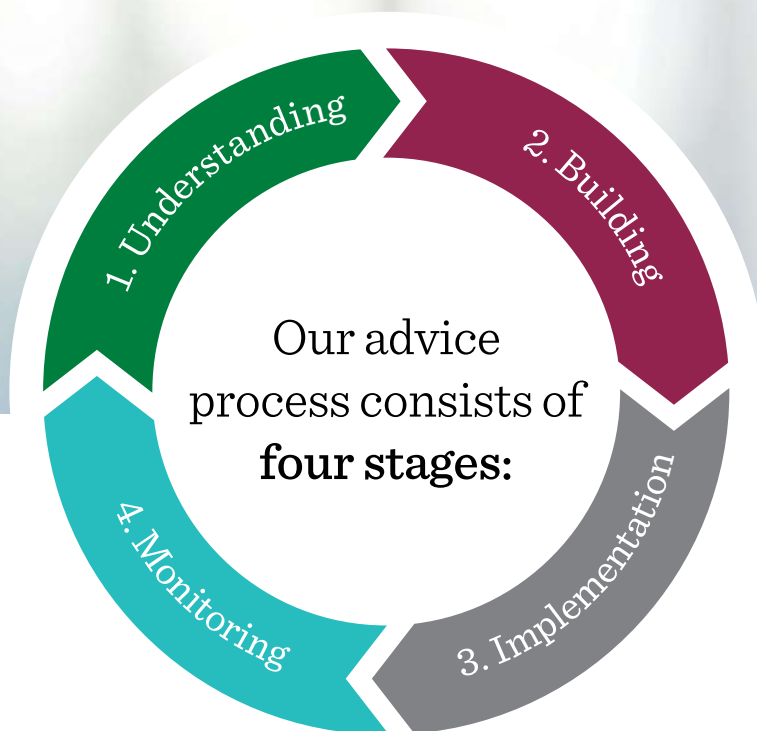 Our advice
process consists of
four stages:
1. Understanding
2. Building
3. Implementation
4. Monitoring